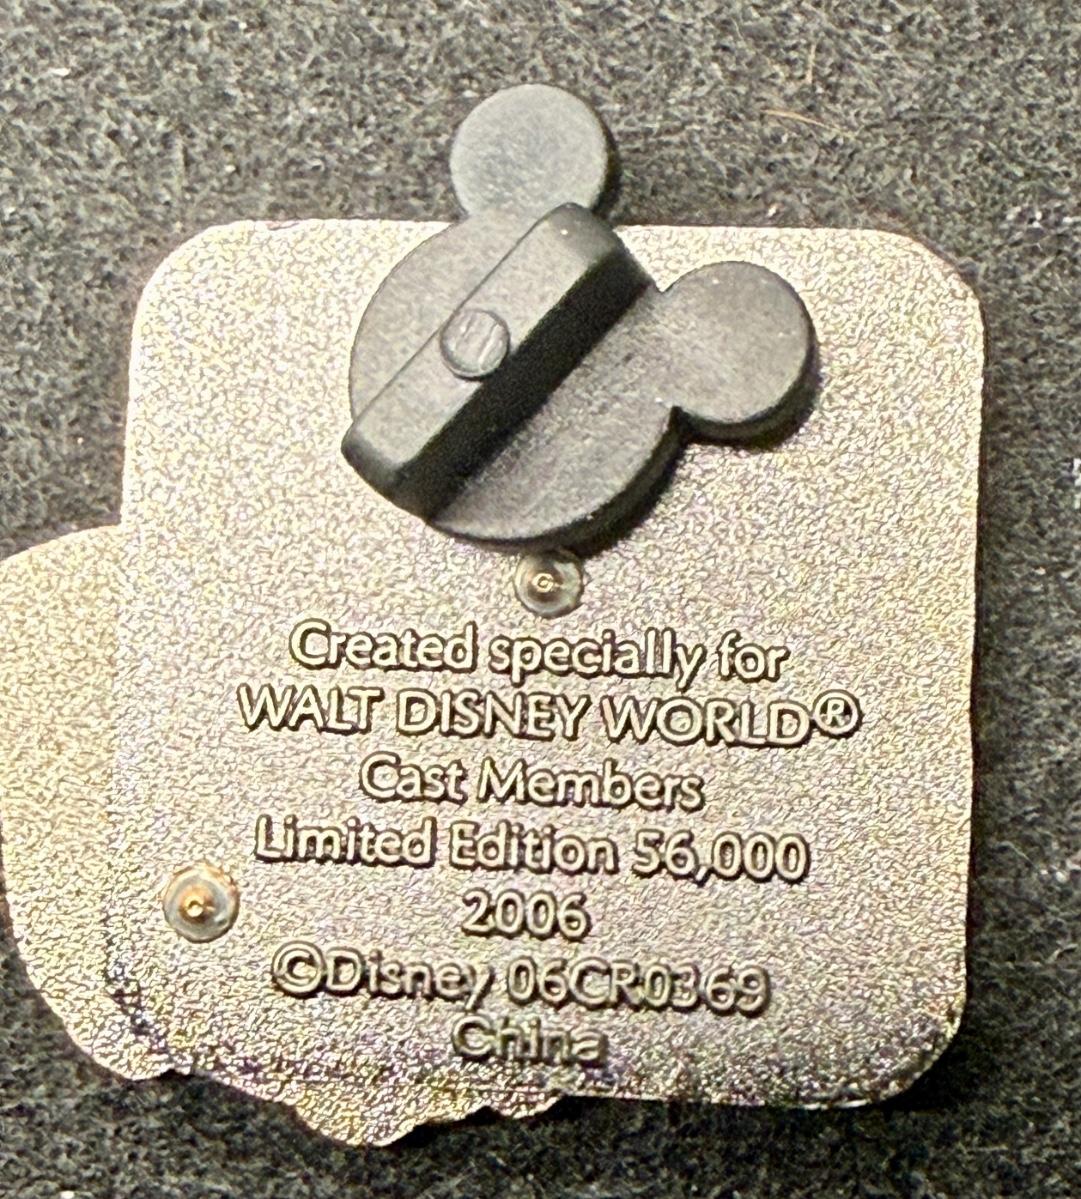 Created specially for
WALT DISNEY WORLD®
Cast Members
Limited Edition 56,000
2006
©Disney 06CR0369
China